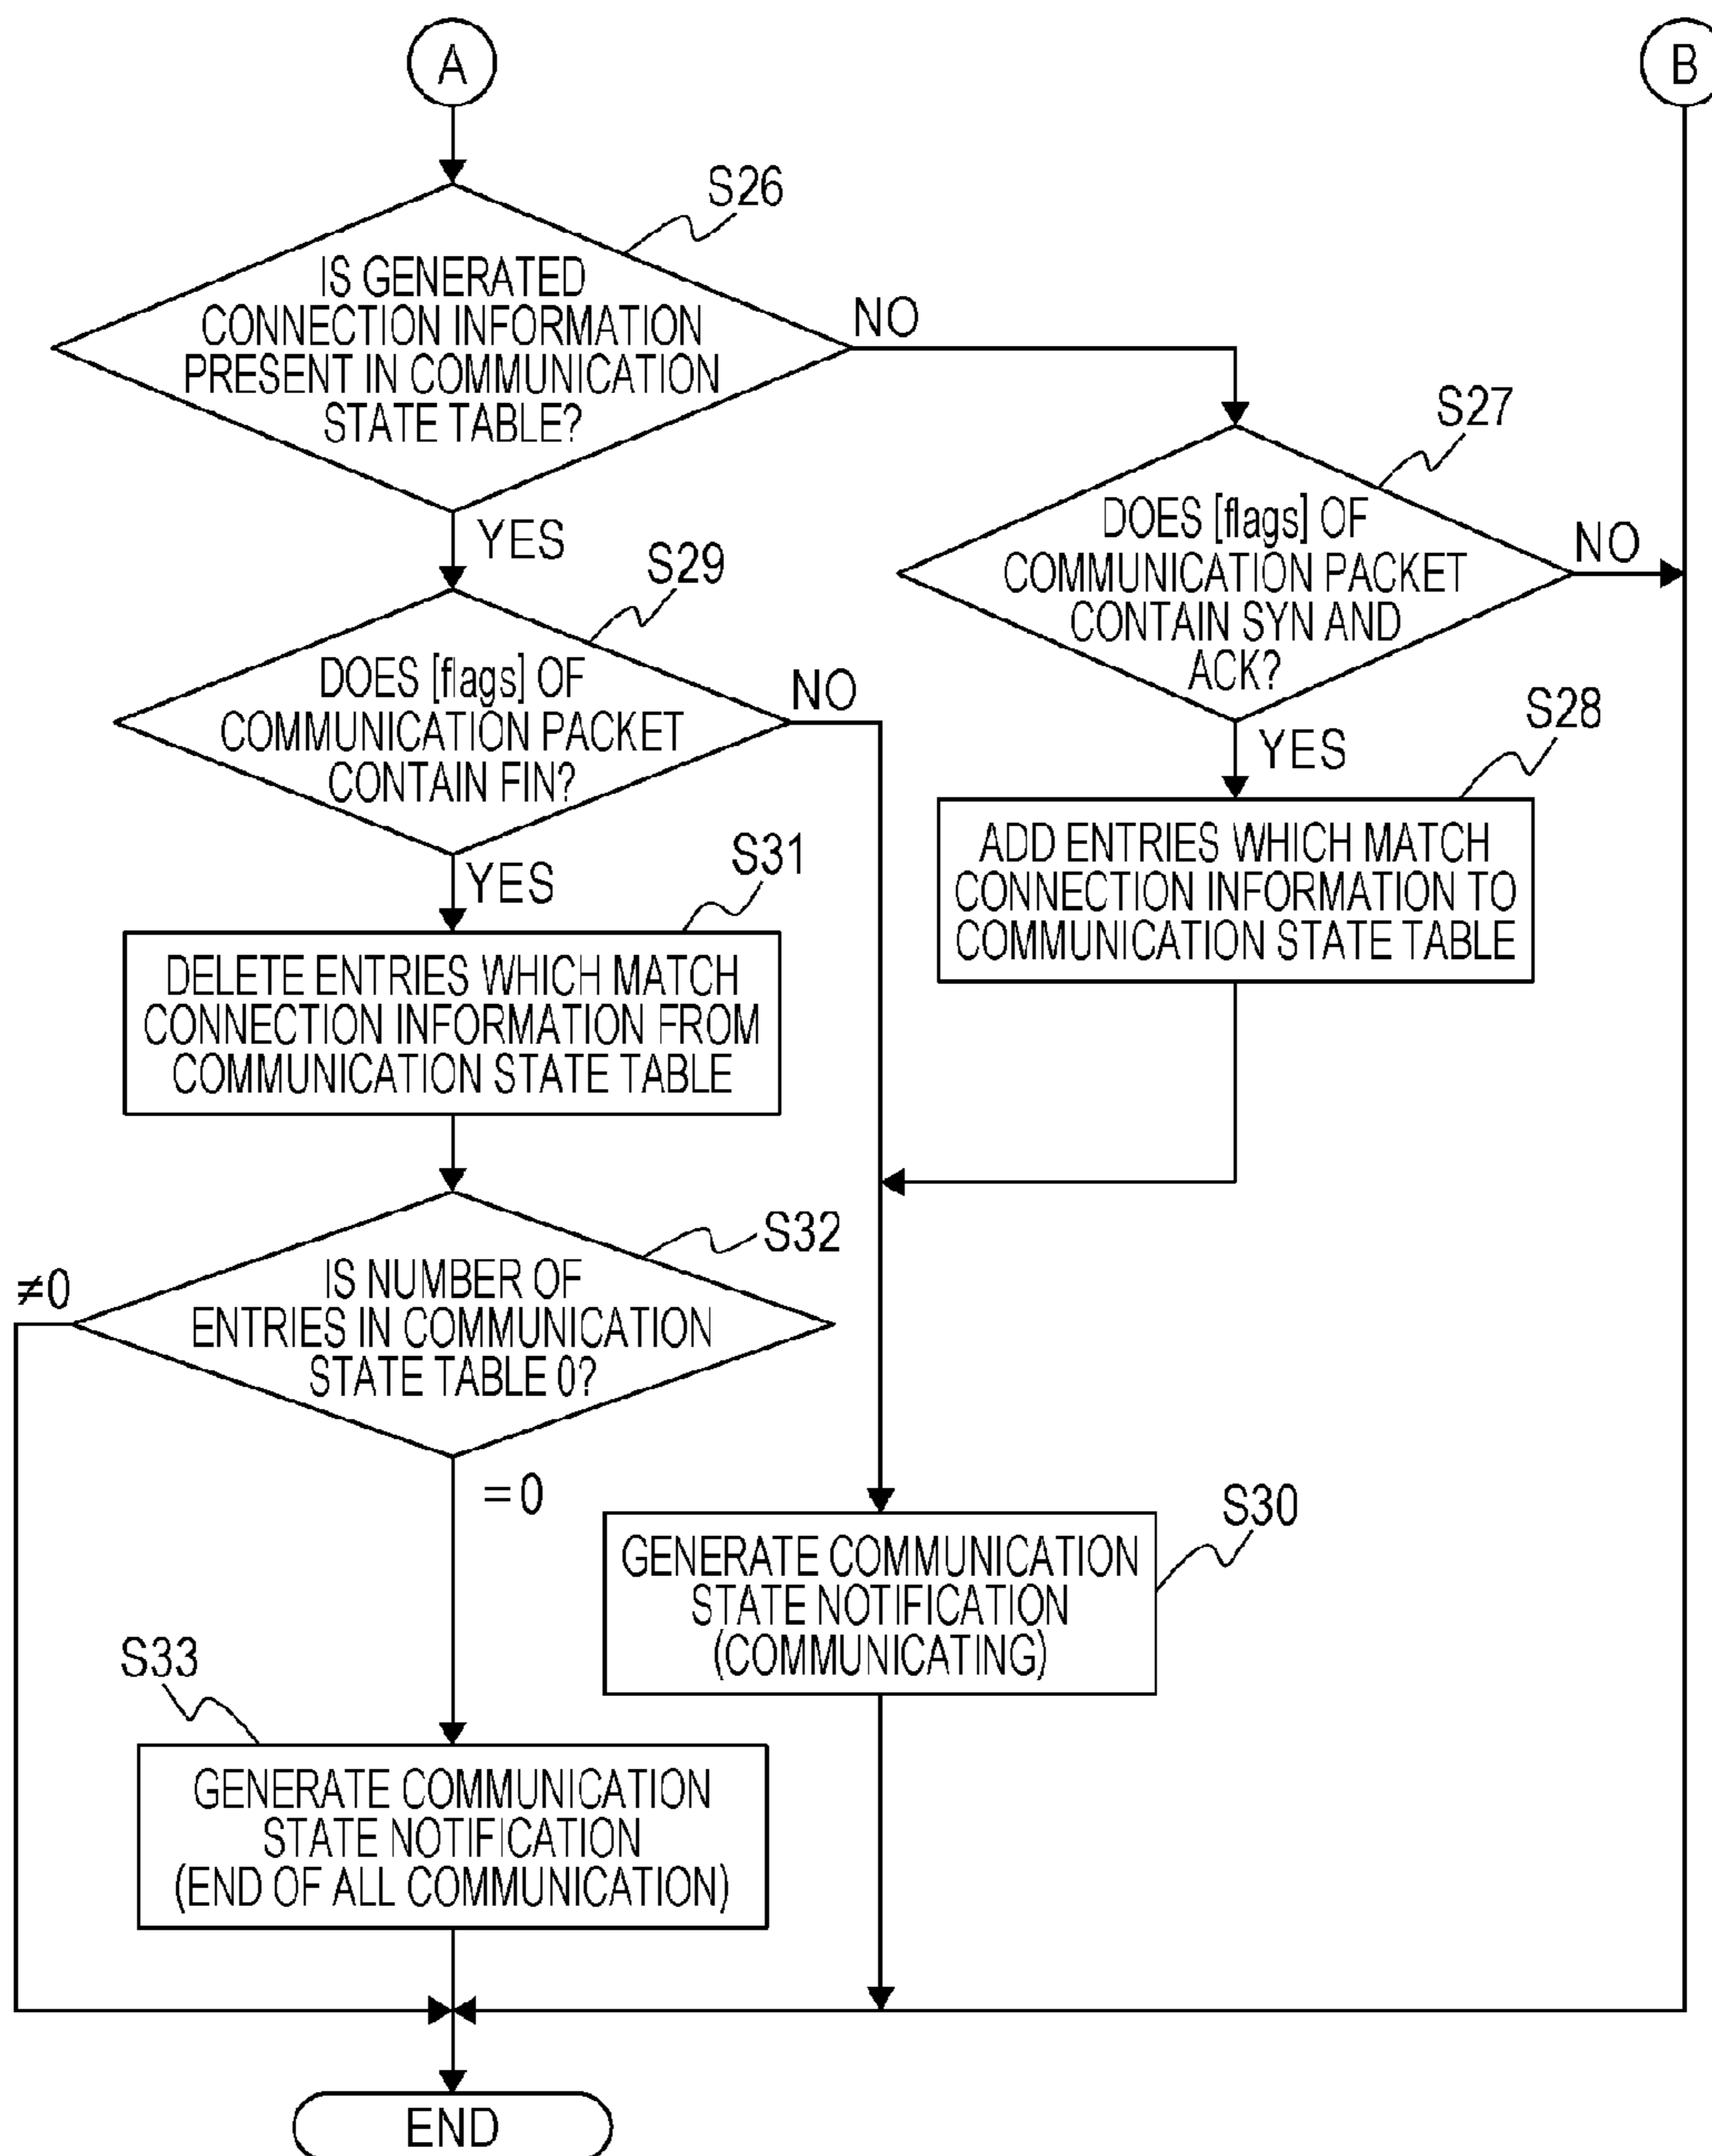 A
B
S26
IS GENERATED
CONNECTION INFORMATION
PRESENT IN COMMUNICATION
STATE TABLE?
NO
YES
S27
DOES [flags] OF
COMMUNICATION PACKET
CONTAIN SYN AND
ACK?
NO
YES
S29
DOES [flags] OF
COMMUNICATION PACKET
CONTAIN FIN?
NO
YES
S28
ADD ENTRIES WHICH MATCH
CONNECTION INFORMATION TO
COMMUNICATION STATE TABLE
S31
DELETE ENTRIES WHICH MATCH
CONNECTION INFORMATION FROM
COMMUNICATION STATE TABLE
S32
IS NUMBER OF
ENTRIES IN COMMUNICATION
STATE TABLE 0?
≠0
=0
S30
GENERATE COMMUNICATION
STATE NOTIFICATION
(COMMUNICATING)
S33
GENERATE COMMUNICATION
STATE NOTIFICATION
(END OF ALL COMMUNICATION)
END